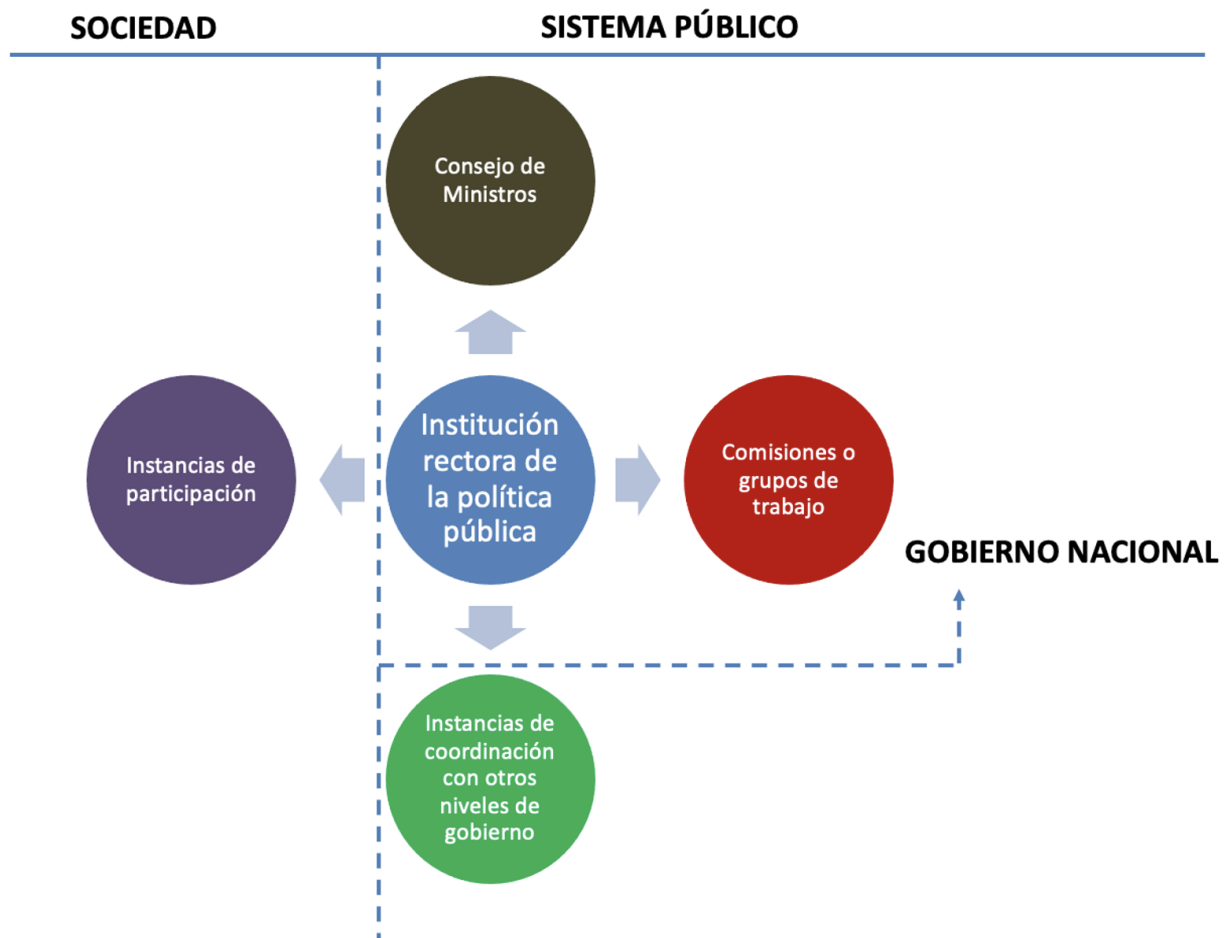 SOCIEDAD
SISTEMA PÚBLICO
Consejo de
Ministros
Instancias de
participación
Institución
rectora de
la política
pública
Comisiones o
grupos de
trabajo
GOBIERNO NACIONAL
Instancias de
coordinación
con otros
niveles de
gobierno